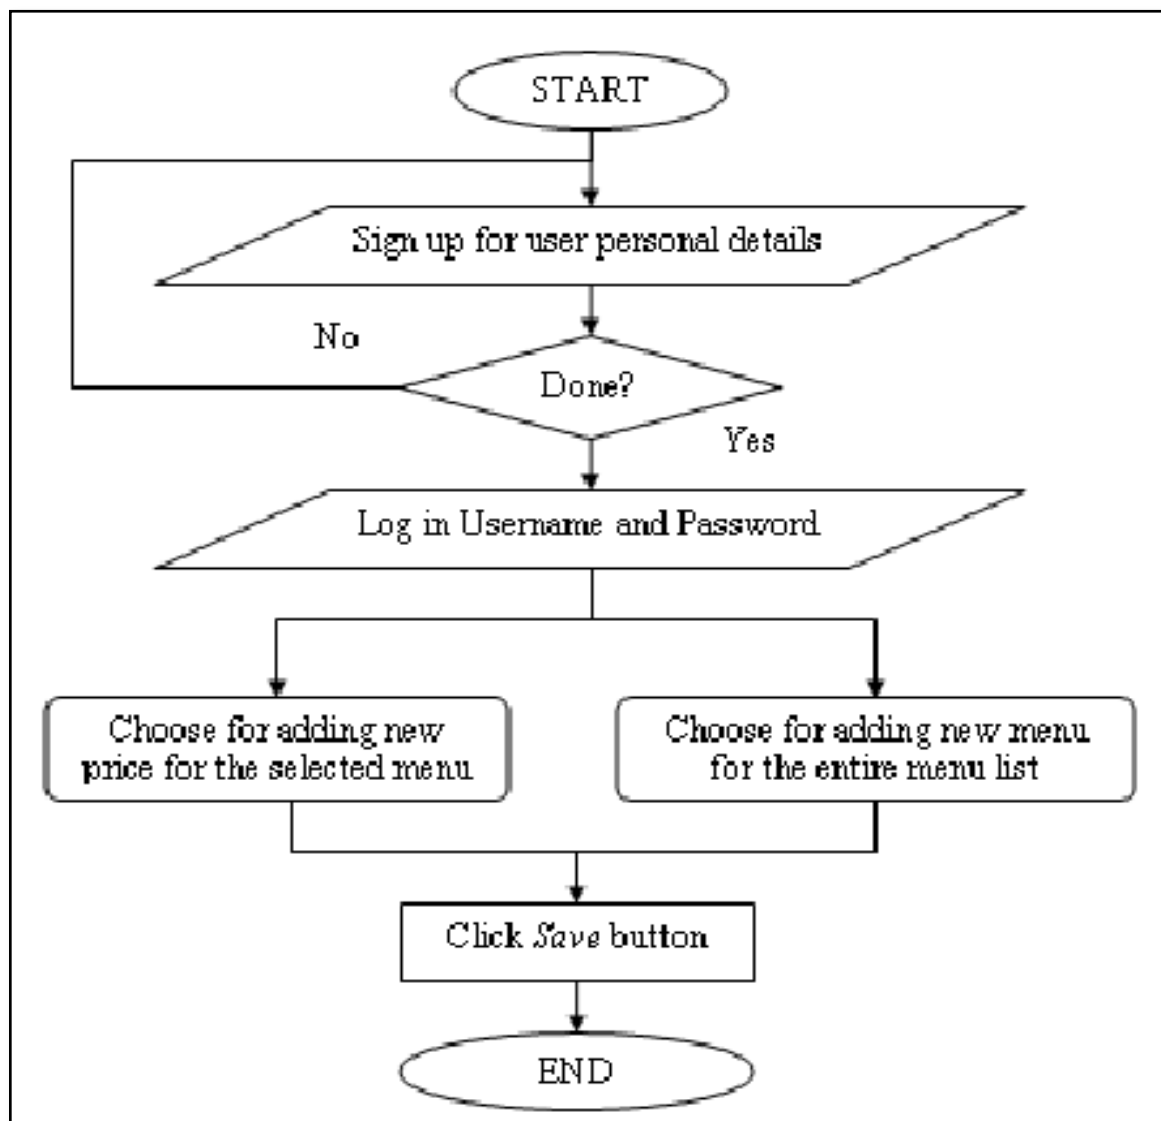 START
Sign up for user personal details
No
Done?
Yes
Log in Username and Password
Choose for adding new
price for the selected menu
Choose for adding new menu
for the entire menu list
Click Save button
END